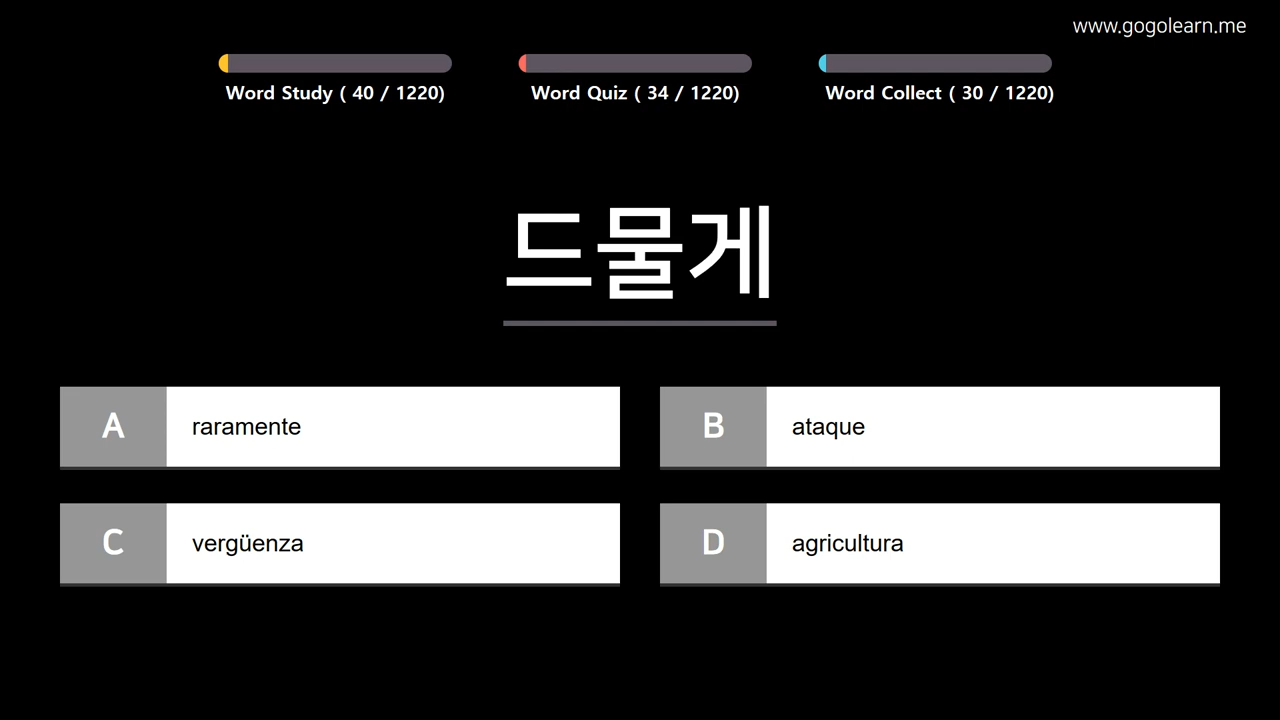 www.gogolearn.me
Word Study ( 40 / 1220)
Word Quiz ( 34 / 1220)
Word Collect ( 30 / 1220)
드물게
A raramente
B ataque
C vergüenza
D agricultura